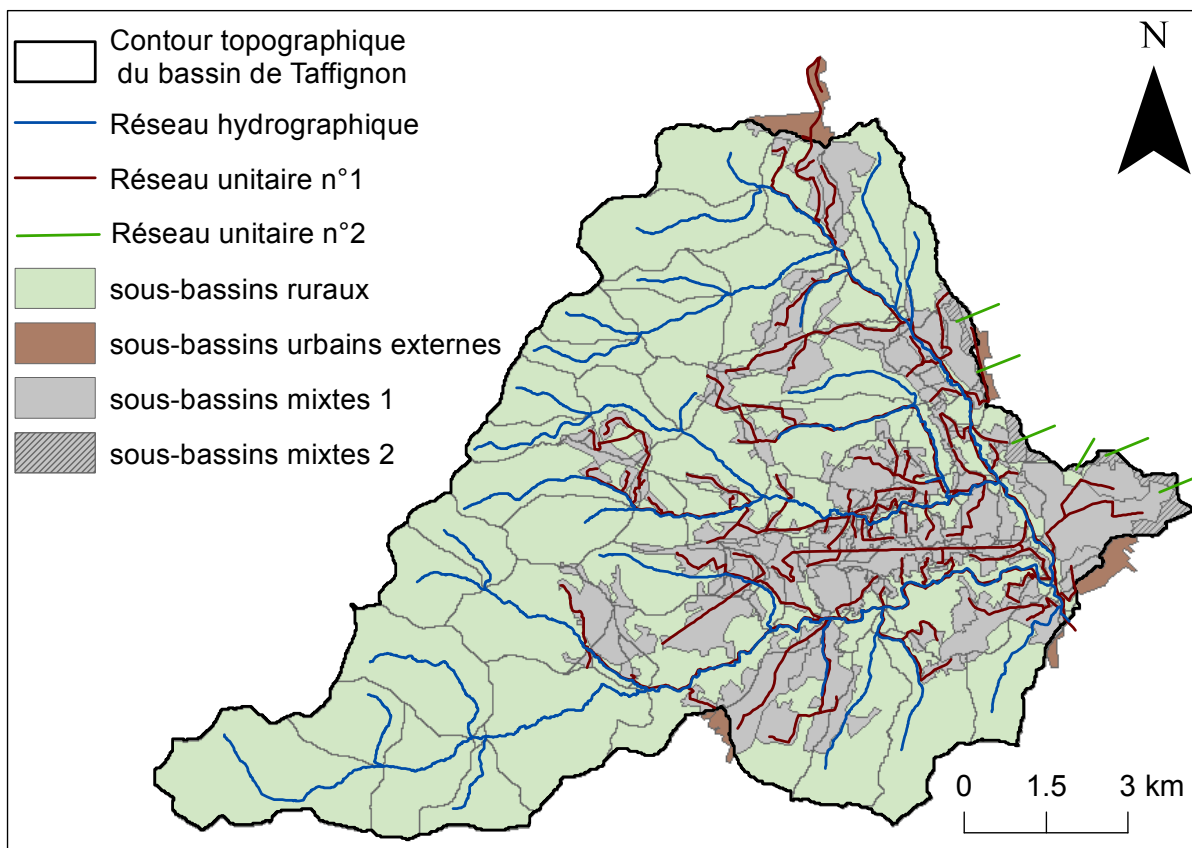 Contour topographique
du bassin de Taffignon
Réseau hydrographique
Réseau unitaire n°1
Réseau unitaire n°2
sous-bassins ruraux
sous-bassins urbains externes
sous-bassins mixtes 1
sous-bassins mixtes 2
N
0 1.5 3 km